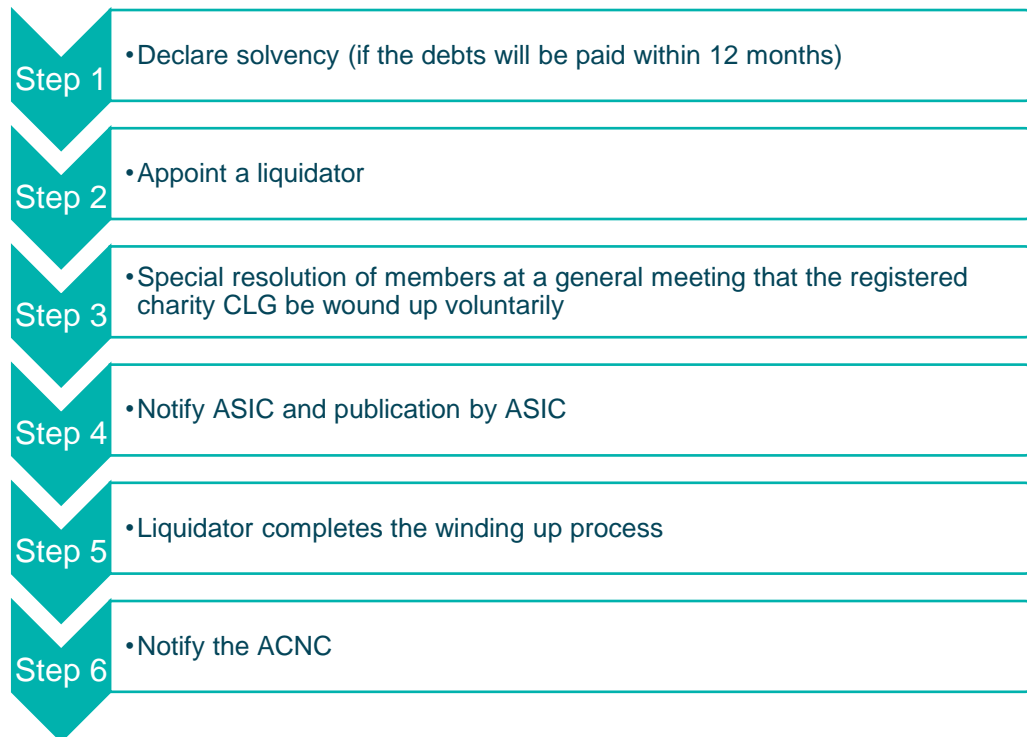 Step 1
•Declare solvency (if the debts will be paid within 12 months)
Step 2
•Appoint a liquidator
Step 3
•Special resolution of members at a general meeting that the registered
charity CLG be wound up voluntarily
Step 4
•Notify ASIC and publication by ASIC
Step 5
•Liquidator completes the winding up process
Step 6
•Notify the ACNC